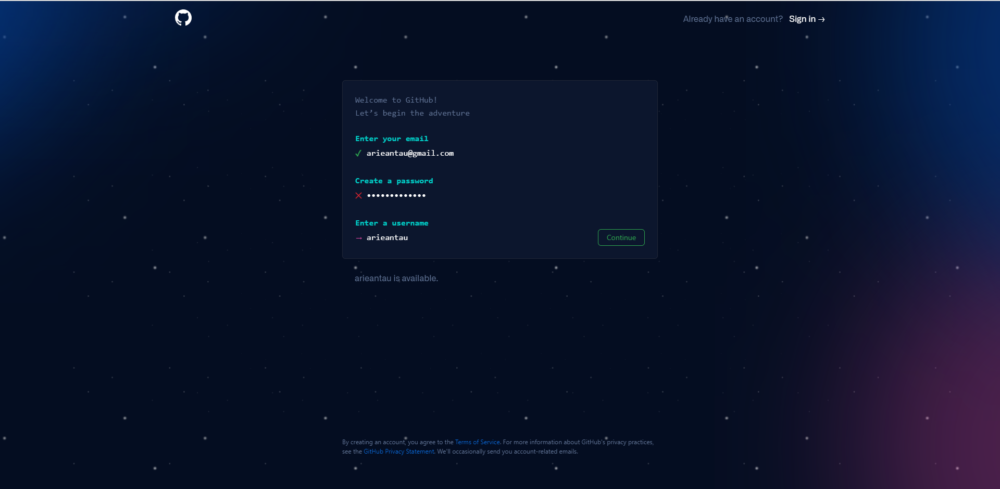 Already have an account? Sign in →
Welcome to GitHub!
Let’s begin the adventure
Enter your email
✓ arieantau@gmail.com
Create a password
✕ •••••••••••••
Enter a username
→ arieantau
Continue
arieantau is available.
By creating an account, you agree to the Terms of Service. For more information about GitHub's privacy practices,
see the GitHub Privacy Statement. We'll occasionally send you account-related emails.